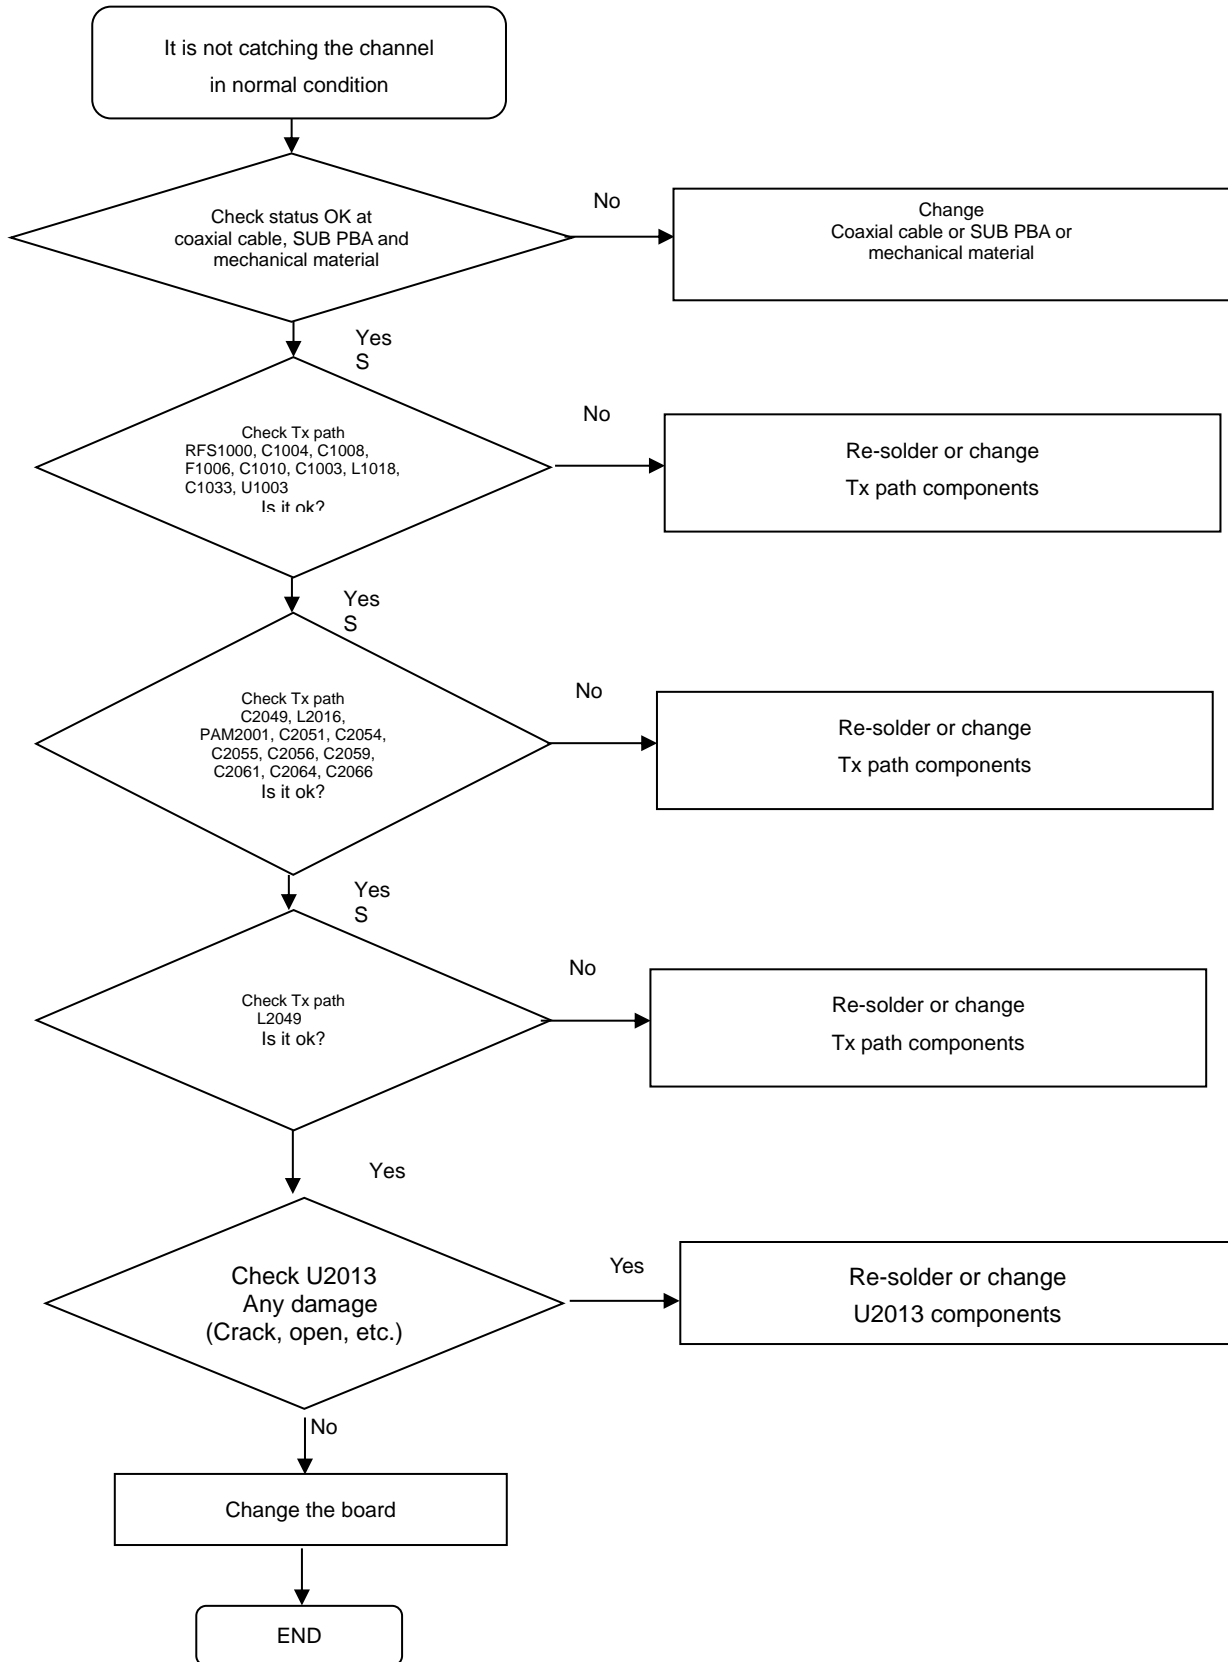 It is not catching the channel
in normal condition
Check status OK at
coaxial cable, SUB PBA and
mechanical material
No
Change
Coaxial cable or SUB PBA or
mechanical material
Yes
S
Check Tx path
RFS1000, C1004, C1008,
F1006, C1010, C1003, L1018,
C1033, U1003
Is it ok?
No
Re-solder or change
Tx path components
Yes
S
Check Tx path
C2049, L2016,
PAM2001, C2051, C2054,
C2055, C2056, C2059,
C2061, C2064, C2066
Is it ok?
No
Re-solder or change
Tx path components
Yes
S
Check Tx path
L2049
Is it ok?
No
Re-solder or change
Tx path components
Yes
Check U2013
Any damage
(Crack, open, etc.)
Yes
Re-solder or change
U2013 components
No
Change the board
END